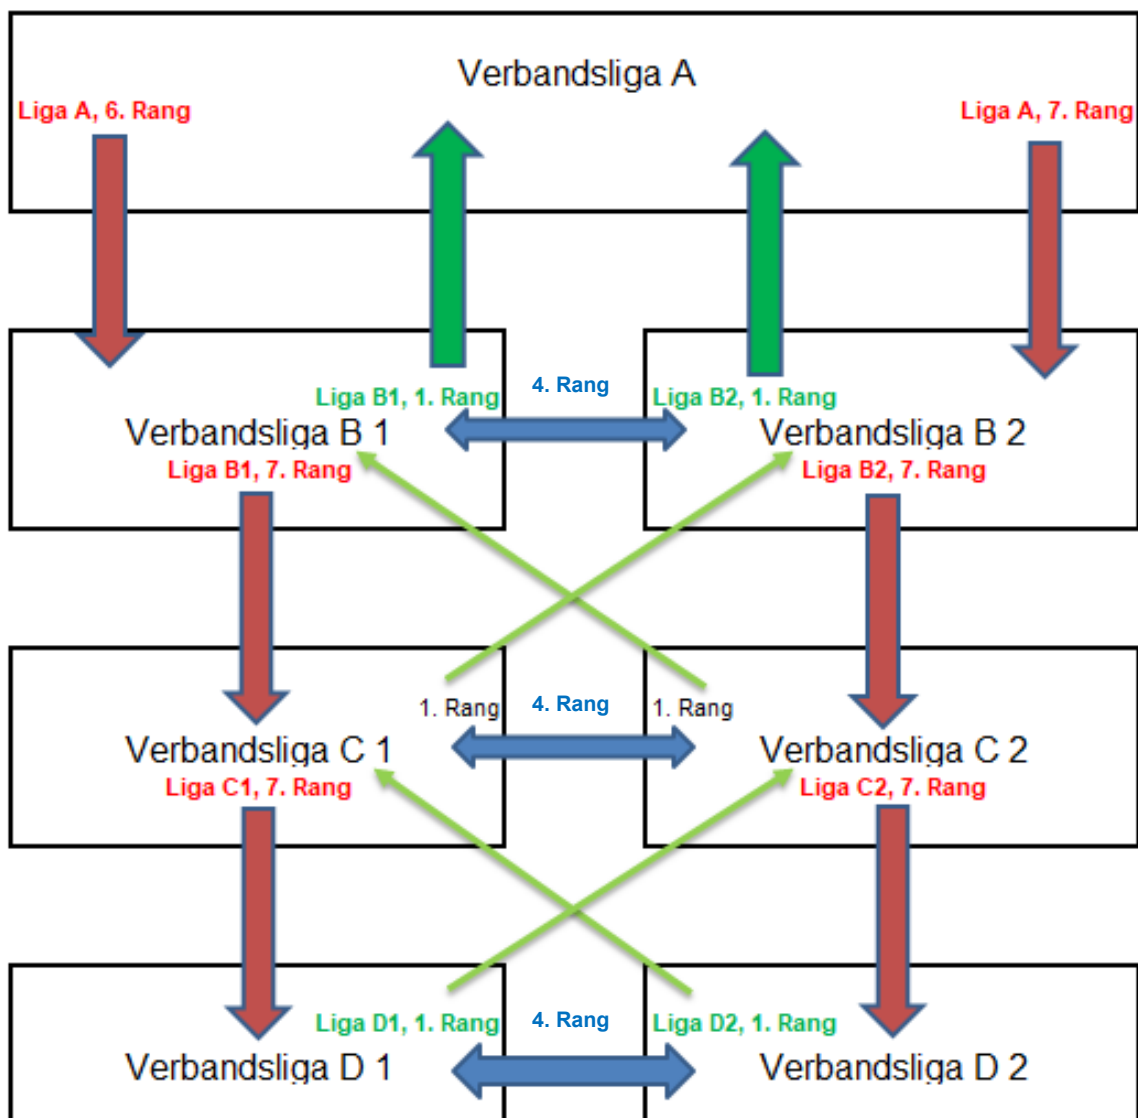 Verbandsliga A
Liga A, 6. Rang
Liga A, 7. Rang
4. Rang
Liga B1, 1. Rang
Liga B2, 1. Rang
Verbandsliga B 1
Verbandsliga B 2
Liga B1, 7. Rang
Liga B2, 7. Rang
1. Rang
4. Rang
1. Rang
Verbandsliga C 1
Verbandsliga C 2
Liga C1, 7. Rang
Liga C2, 7. Rang
Liga D1, 1. Rang
4. Rang
Liga D2, 1. Rang
Verbandsliga D 1
Verbandsliga D 2